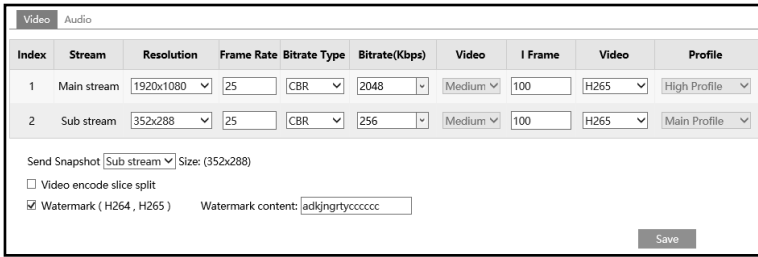 Video Audio
Index Stream Resolution Frame Rate Bitrate Type Bitrate(Kbps) Video I Frame Video Profile
1 Main stream 1920x1080 25 CBR 2048 Medium 100 H265 High Profile
2 Sub stream 352x288 25 CBR 256 Medium 100 H265 Main Profile
Send Snapshot Sub stream Size: (352x288)
Video encode slice split
Watermark ( H264 , H265 ) Watermark content: adkjngrtycccccc
Save